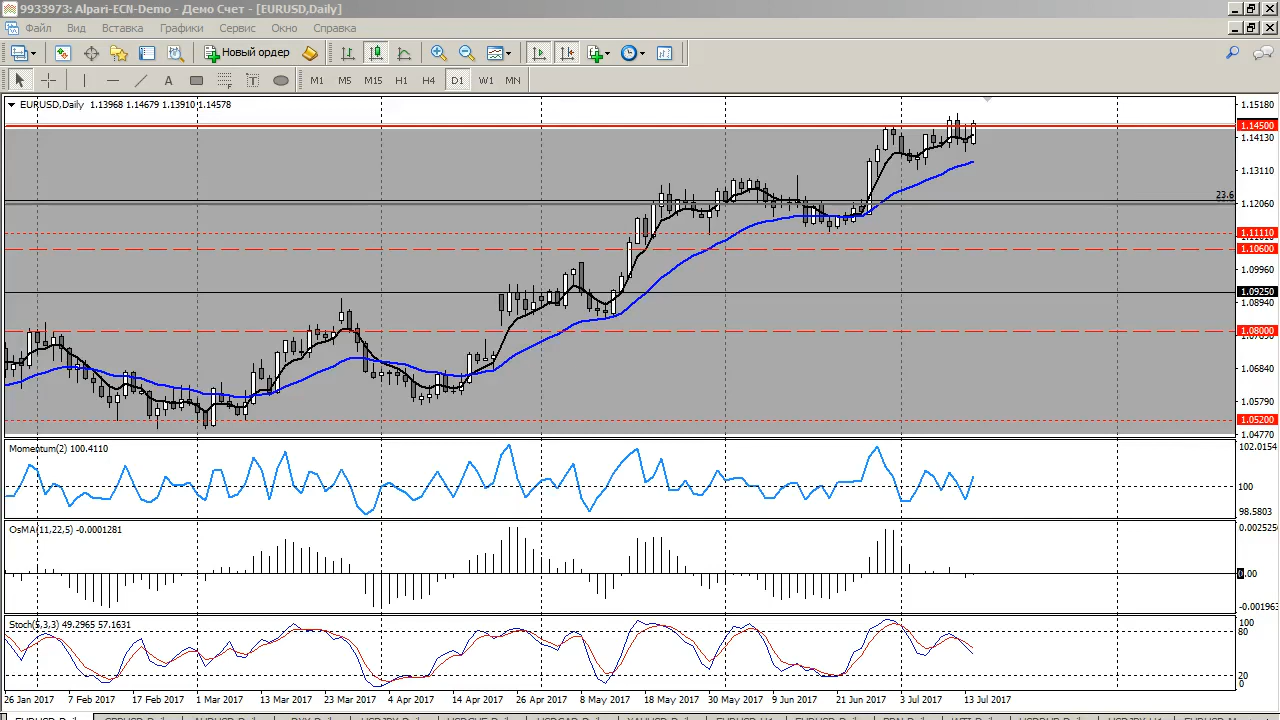 9933973: Alpari-ECN-Demo - Демо Счет - [EURUSD,Daily]
Файл Вид Вставка Графики Сервис Окно Справка
Новый ордер
A T M1 M5 M15 H1 H4 D1 W1 MN
EURUSD,Daily 1.13968 1.14679 1.13910 1.14578
1.15180
1.14500
1.14130
1.13110
23.6
1.12060
1.11110
1.10600
1.09960
1.09250
1.08940
1.08000
1.06840
1.05790
1.05200
1.04770
Momentum(2) 100.4110
102.0154
100
98.5803
OsMA(11,22,5) -0.0001281
0.00
Stoch(5,3,3) 49.2965 57.1631
100
80
20
0
26 Jan 2017 7 Feb 2017 17 Feb 2017 1 Mar 2017 13 Mar 2017 23 Mar 2017 4 Apr 2017 14 Apr 2017 26 Apr 2017 8 May 2017 18 May 2017 30 May 2017 9 Jun 2017 21 Jun 2017 3 Jul 2017 13 Jul 2017